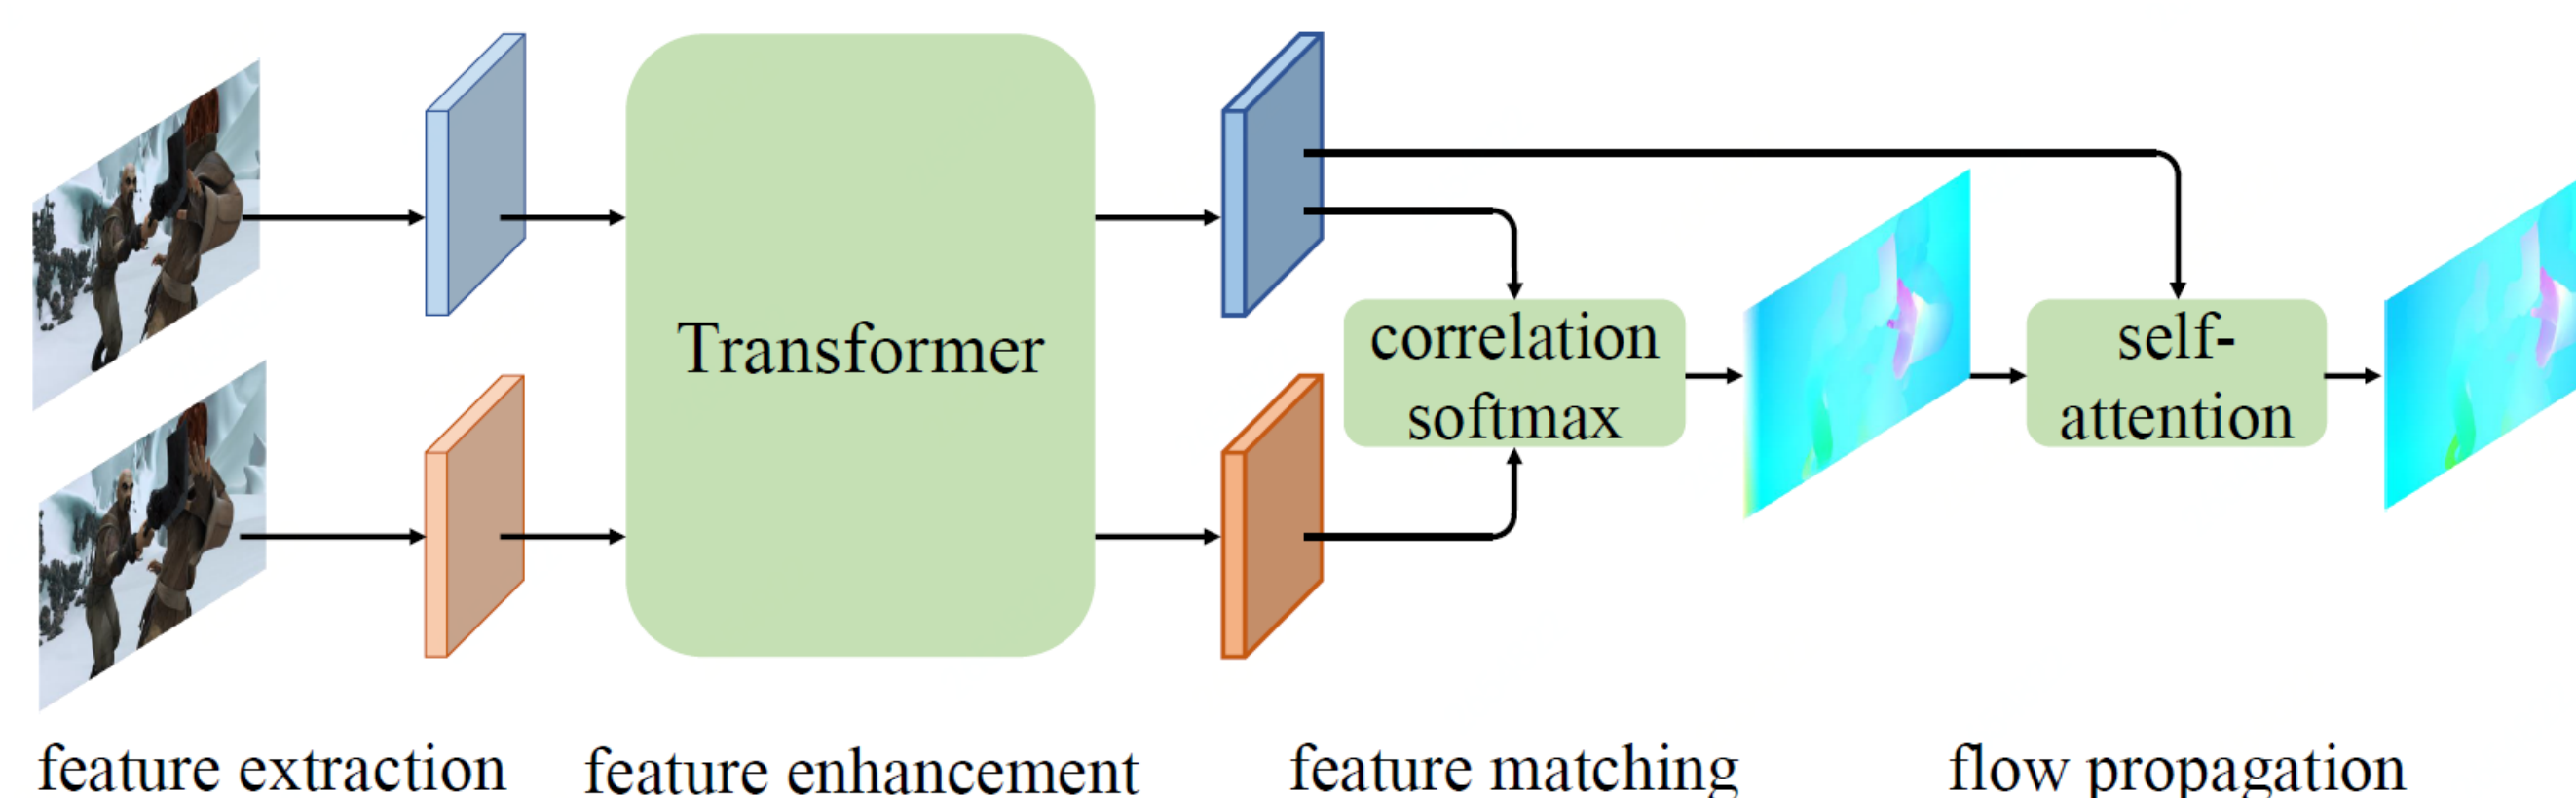 Transformer
correlation
softmax
self-
attention
feature extraction
feature enhancement
feature matching
flow propagation